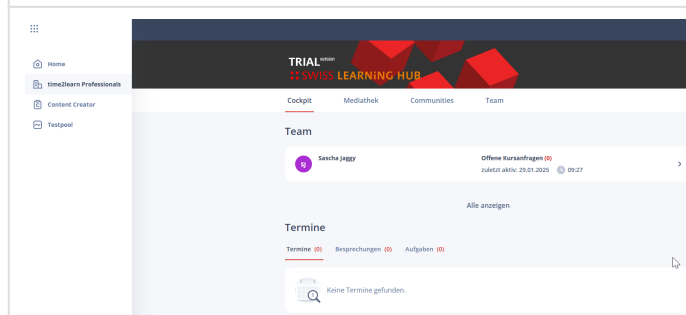 Home
time2learn Professionals
Content Creator
Testpool
TRIAL version
SWISS LEARNING HUB
Cockpit Mediathek Communities Team
Team
SJ Sascha Jaggy Offene Kursanfragen (0)
zuletzt aktiv: 29.01.2025 09:27
Alle anzeigen
Termine
Termine (0) Besprechungen (0) Aufgaben (0)
Keine Termine gefunden.